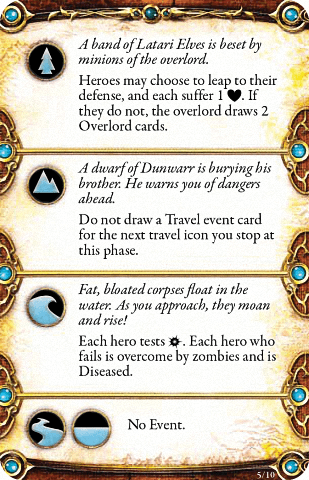 A band of Latari Elves is beset by
minions of the overlord.
Heroes may choose to leap to their
defense, and each suffer 1 ♥. If
they do not, the overlord draws 2
Overlord cards.
A dwarf of Dunwarr is burying his
brother. He warns you of dangers
ahead.
Do not draw a Travel event card
for the next travel icon you stop at
this phase.
Fat, bloated corpses float in the
water. As you approach, they moan
and rise!
Each hero tests . Each hero who
fails is overcome by zombies and is
Diseased.
No Event.
5/10